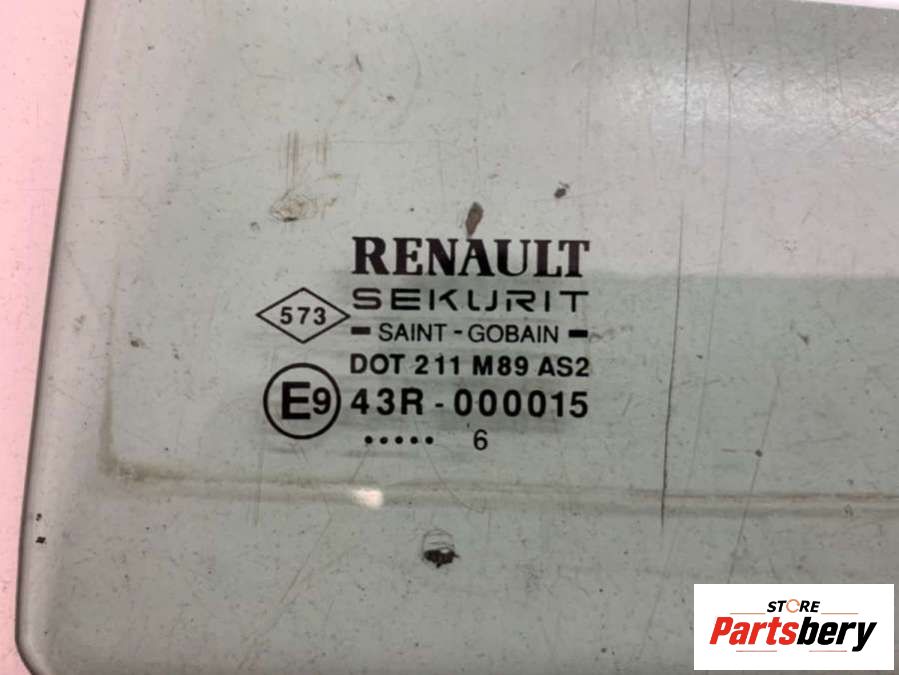 RENAULT
SEKURIT
573
SAINT - GOBAIN
DOT 211 M89 AS2
E9 43R - 000015
..... 6
STORE
Partsbery